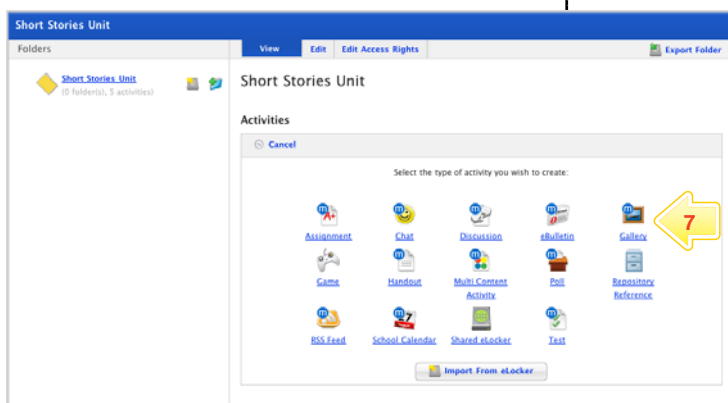 Short Stories Unit
Folders
View Edit Edit Access Rights Export Folder
Short Stories Unit
(0 folder(s), 5 activities)
Short Stories Unit
Activities
Cancel
Select the type of activity you wish to create:
Assignment Chat Discussion eBulletin Gallery
7
Game Handout Multi Content Activity Poll Repository Reference
RSS Feed School Calendar Shared eLocker Test
Import From eLocker